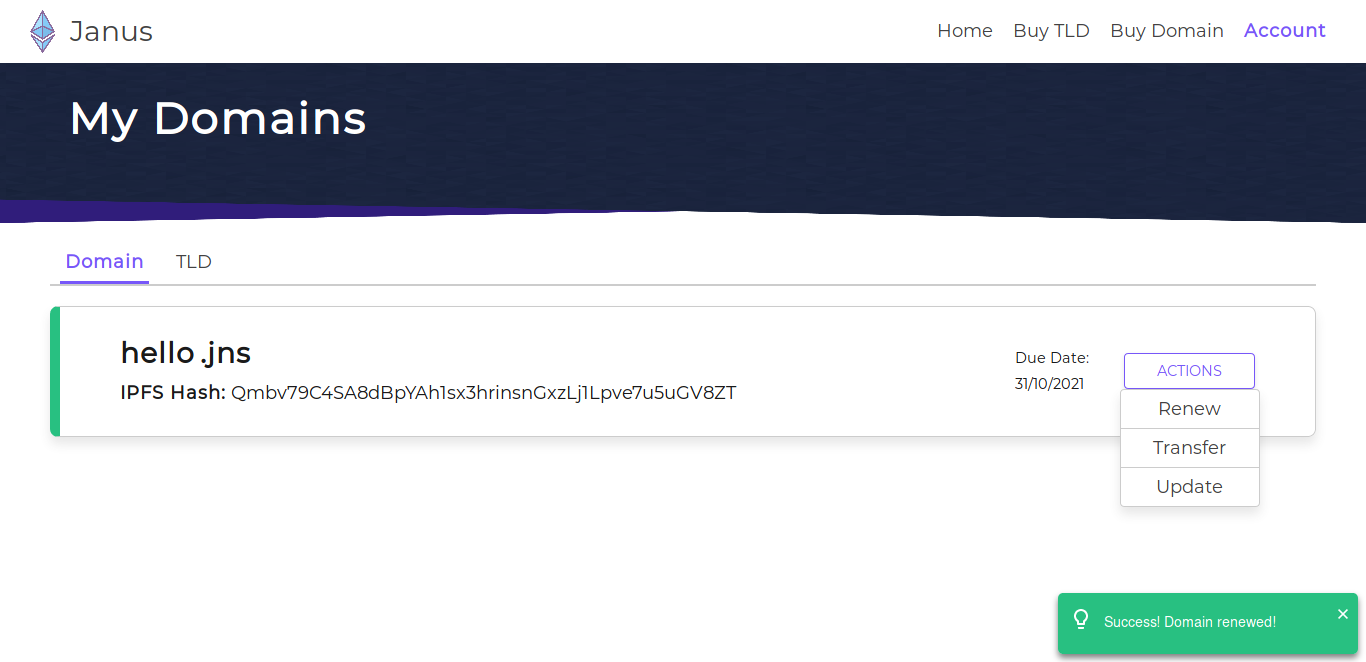 Janus
Home Buy TLD Buy Domain Account
My Domains
Domain TLD
hello .jns
IPFS Hash: Qmbv79C4SA8dBpYAh1sx3hrinsnGxzLj1Lpve7u5uGV8ZT
Due Date:
31/10/2021
ACTIONS
Renew
Transfer
Update
Success! Domain renewed!